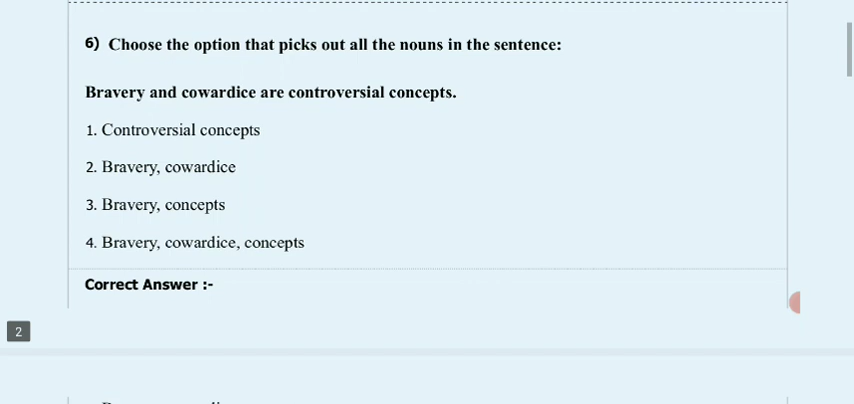 6) Choose the option that picks out all the nouns in the sentence:
Bravery and cowardice are controversial concepts.
1. Controversial concepts
2. Bravery, cowardice
3. Bravery, concepts
4. Bravery, cowardice, concepts
Correct Answer :-
2